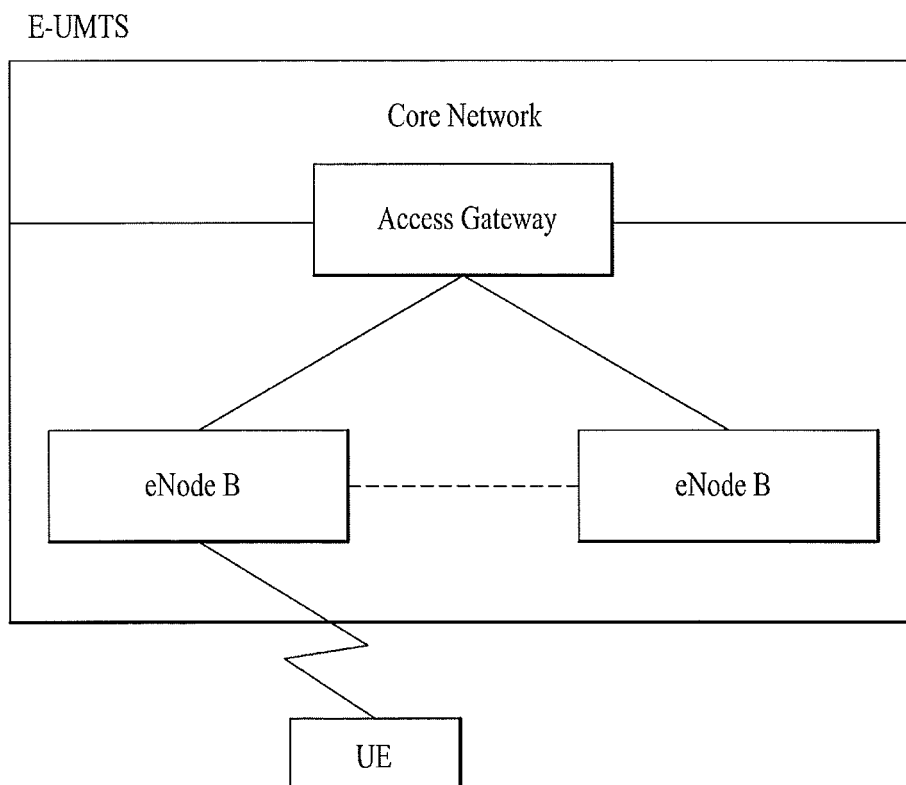 E-UMTS
Core Network
Access Gateway
eNode B
eNode B
UE